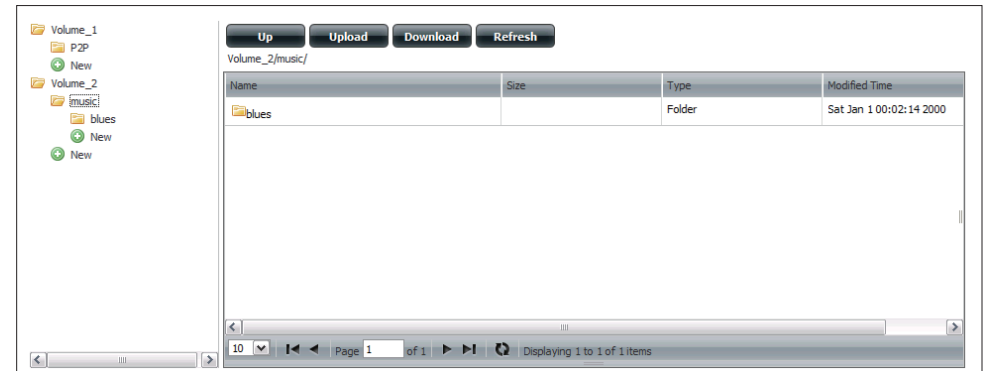 Volume_1
P2P
New
Volume_2
music
blues
New
New
Up Upload Download Refresh
Volume_2/music/
Name Size Type Modified Time
blues Folder Sat Jan 1 00:02:14 2000
10 Page 1 of 1 Displaying 1 to 1 of 1 items